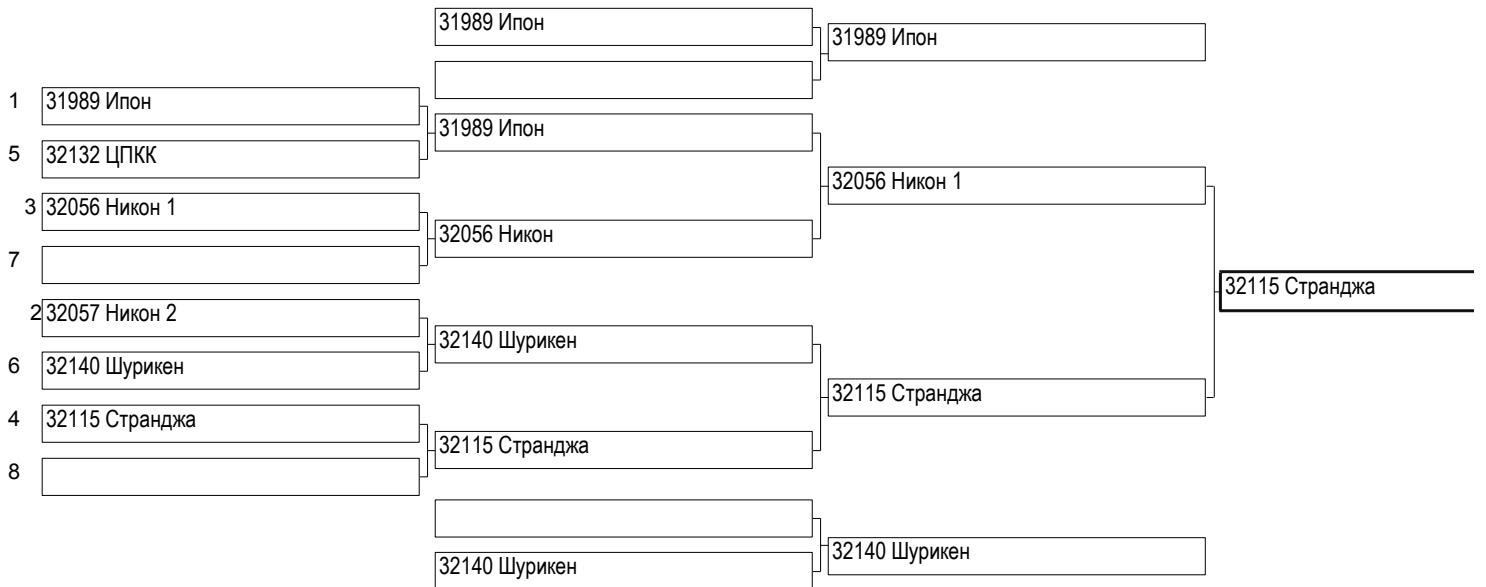 31989 Ипон
31989 Ипон
1 31989 Ипон
31989 Ипон
5 32132 ЦПКК
32056 Никон 1
3 32056 Никон 1
32056 Никон
7
32115 Странджа
2 32057 Никон 2
32140 Шурикен
6 32140 Шурикен
32115 Странджа
4 32115 Странджа
32115 Странджа
8
32140 Шурикен
32140 Шурикен